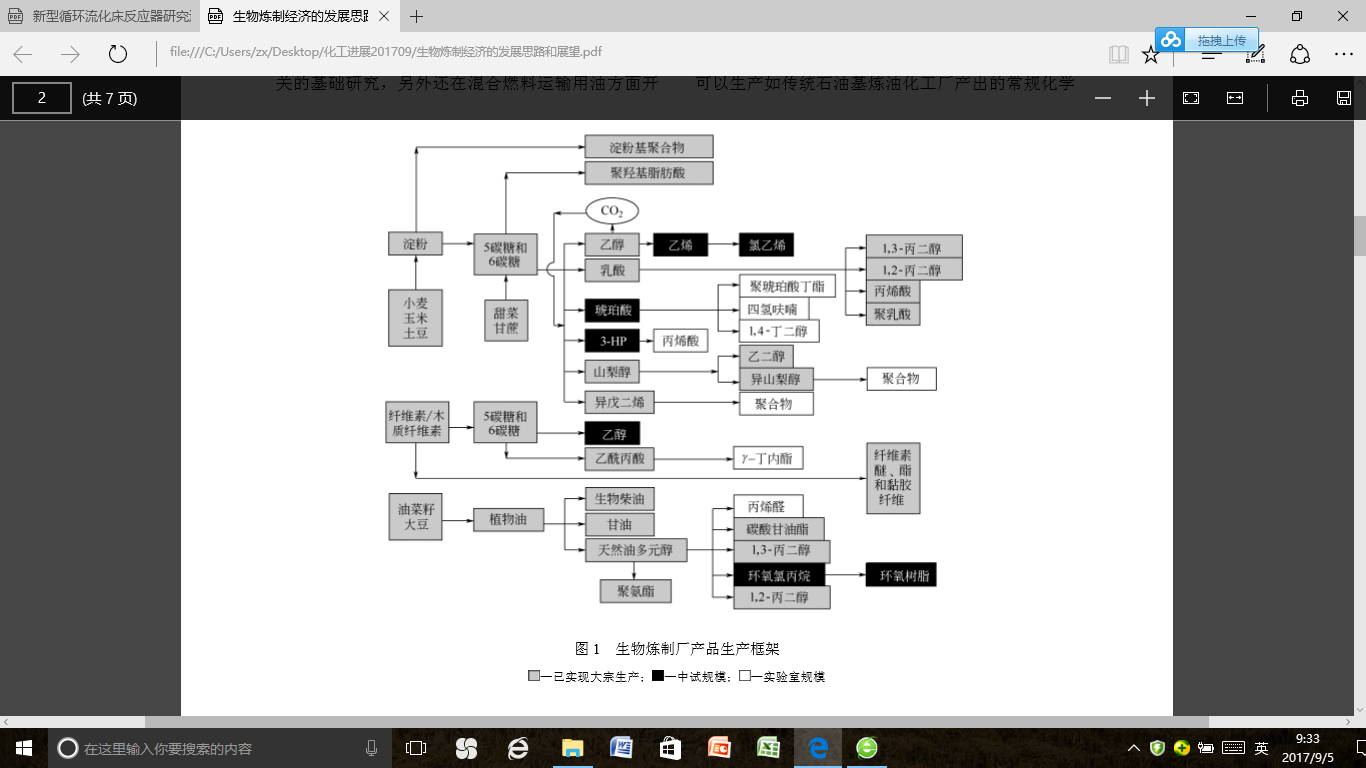 新型循环流化床反应器研究进
生物炼制经济的发展思路
file:///C:/Users/zx/Desktop/化工进展201709/生物炼制经济的发展思路和展望.pdf
拖拽上传
关的基础研究，另外还在混合燃料运输用油方面开
可以生产如传统石油基炼油化工厂产出的常规化学
2
(共 7 页)
淀粉基聚合物
聚羟基脂肪酸
CO2
淀粉
5碳糖和
6碳糖
乙醇
乙烯
氯乙烯
乳酸
1,3-丙二醇
1,2-丙二醇
丙烯酸
聚乳酸
小麦
玉米
土豆
甜菜
甘蔗
琥珀酸
聚琥珀酸丁酯
四氢呋喃
1,4-丁二醇
3-HP
丙烯酸
山梨醇
乙二醇
异山梨醇
聚合物
异戊二烯
聚合物
纤维素/木
质纤维素
5碳糖和
6碳糖
乙醇
乙酰丙酸
γ-丁内酯
纤维素
醚、酯
和黏胶
纤维
油菜籽
大豆
植物油
生物柴油
甘油
天然油多元醇
聚氨酯
丙烯醛
碳酸甘油酯
1,3-丙二醇
环氧氯丙烷
环氧树脂
1,2-丙二醇
图 1 生物炼制厂产品生产框架
—已实现大宗生产；—中试规模；—实验室规模
在这里输入你要搜索的内容
英
9:33
2017/9/5